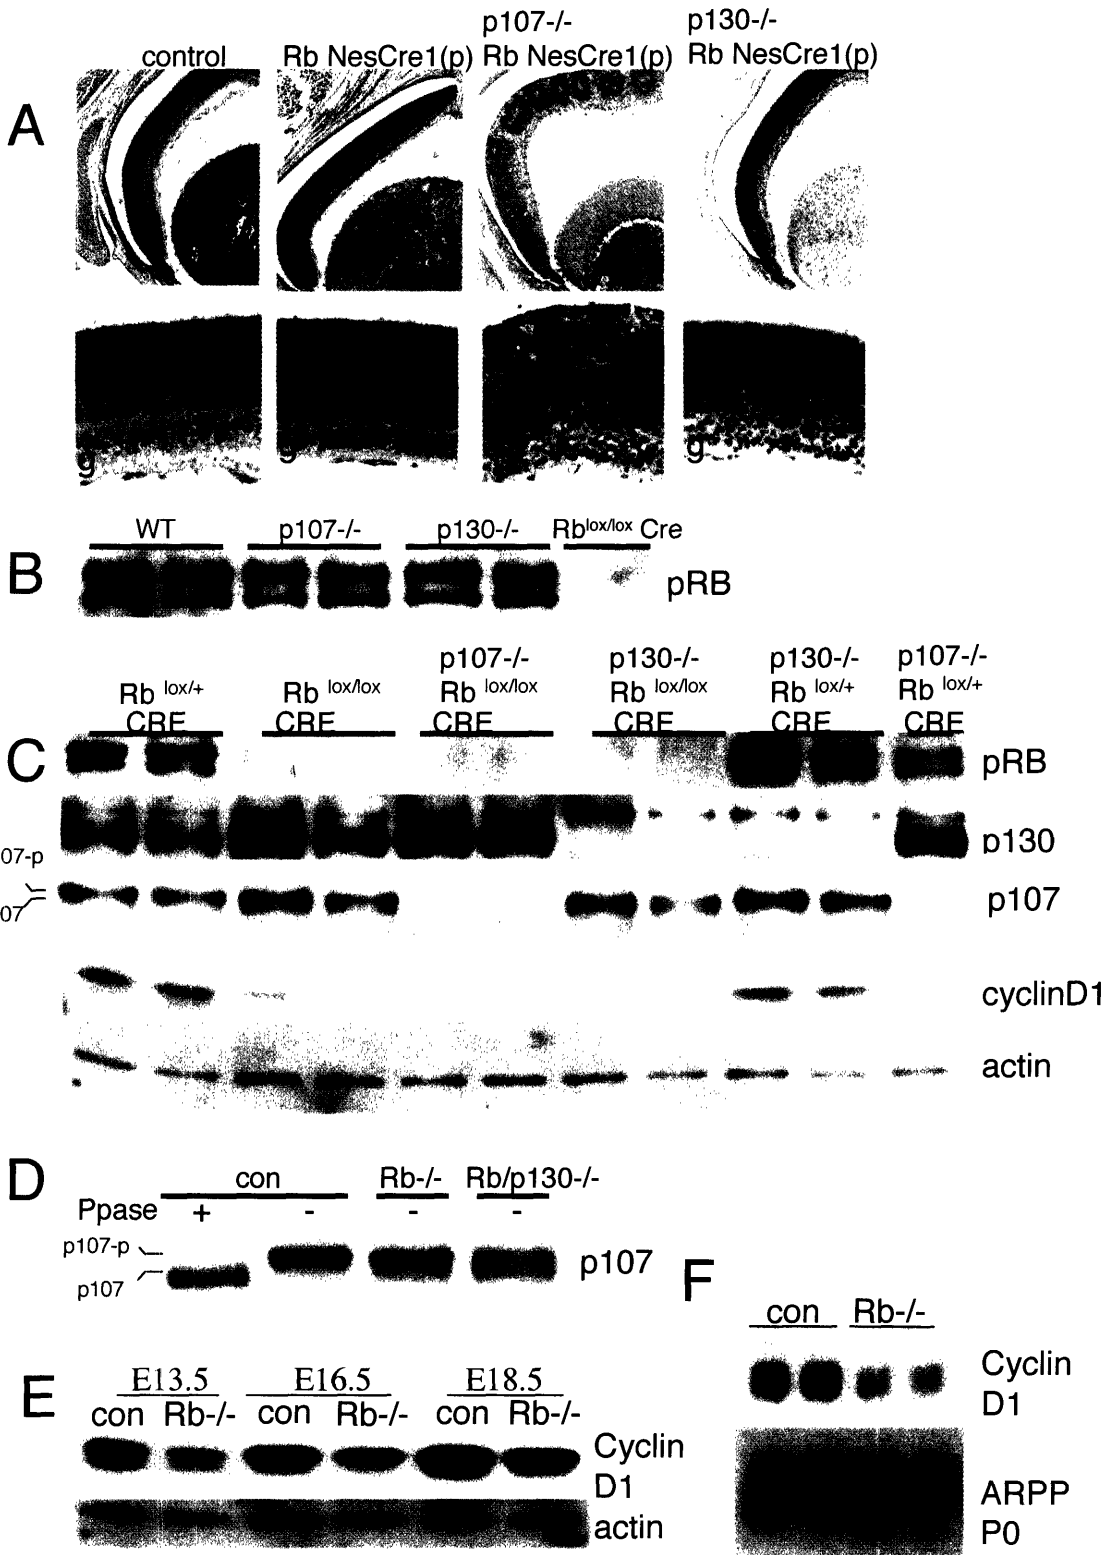 control
Rb NesCre1(p)
p107-/-
Rb NesCre1(p)
p130-/-
Rb NesCre1(p)
A
g
g
g
g
B
WT
p107-/-
p130-/-
Rb lox/lox Cre
pRB
C
Rb lox/+
CRE
Rb lox/lox
CRE
p107-/-
Rb lox/lox
CRE
p130-/-
Rb lox/lox
CRE
p130-/-
Rb lox/+
CRE
p107-/-
Rb lox/+
CRE
pRB
p130
07-p
07
p107
cyclinD1
actin
D
con
Rb-/-
Rb/p130-/-
Ppase + - - -
p107-p
p107
p107
E
E13.5
E16.5
E18.5
con Rb-/- con Rb-/- con Rb-/-
Cyclin
D1
actin
F
con Rb-/-
Cyclin
D1
ARPP
P0